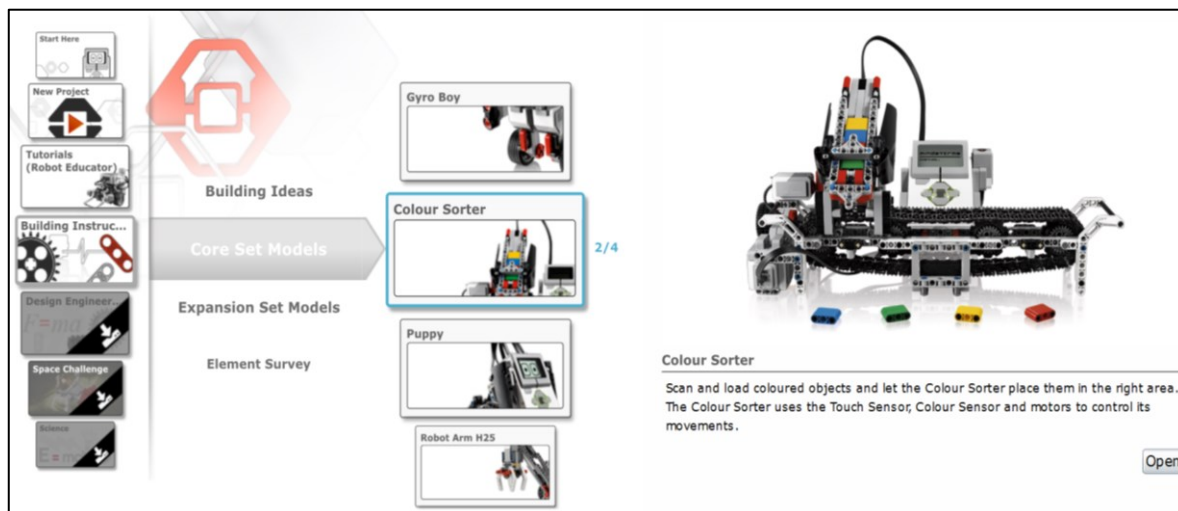 Start Here
New Project
Tutorials
(Robot Educator)
Building Instruc...
Design Engineer...
F=ma
Space Challenge
Science
E = m
Building Ideas
Core Set Models
Expansion Set Models
Element Survey
Gyro Boy
Colour Sorter
2/4
Puppy
Robot Arm H25
Colour Sorter
Scan and load coloured objects and let the Colour Sorter place them in the right area.
The Colour Sorter uses the Touch Sensor, Colour Sensor and motors to control its
movements.
Open